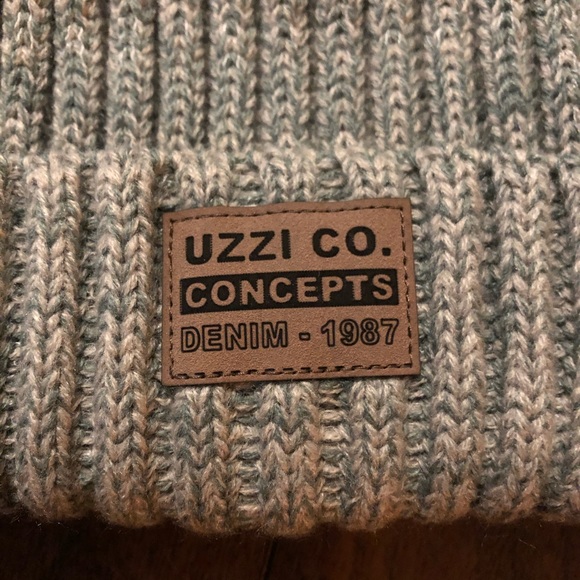 UZZI CO.
CONCEPTS
DENIM - 1987